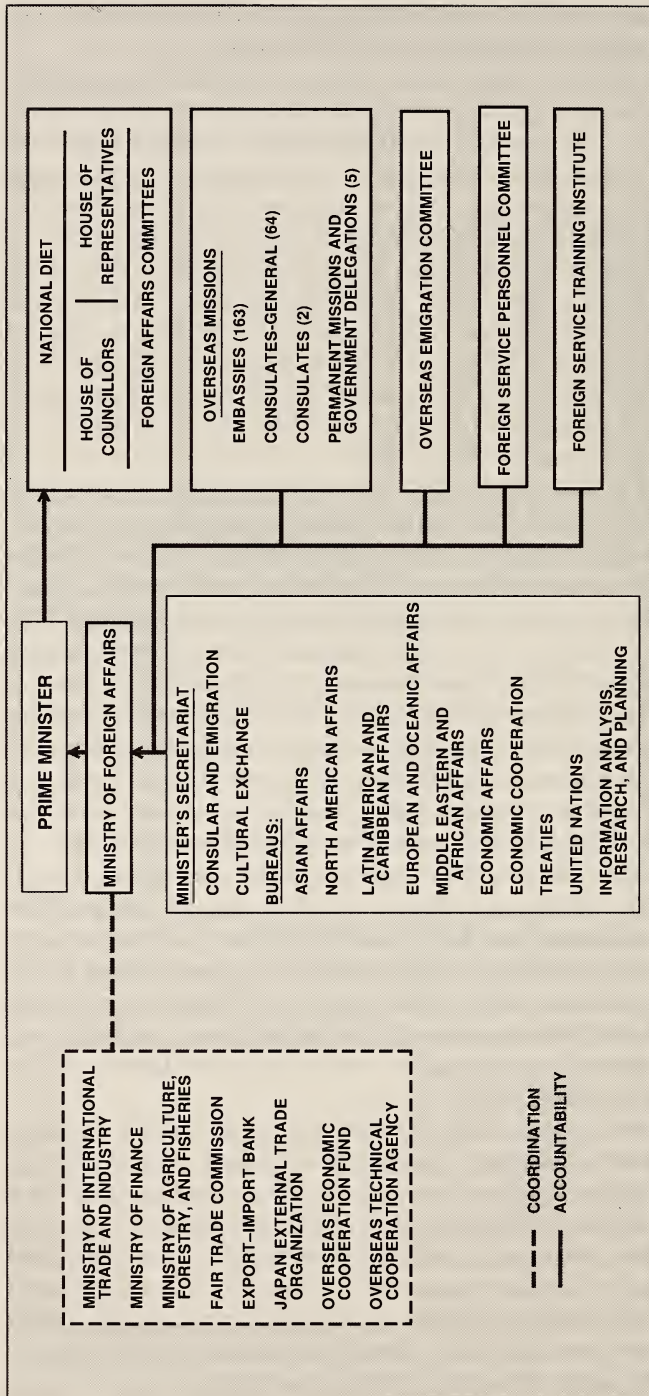 PRIME MINISTER
MINISTRY OF FOREIGN AFFAIRS
NATIONAL DIET
HOUSE OF
COUNCILLORS
HOUSE OF
REPRESENTATIVES
FOREIGN AFFAIRS COMMITTEES
MINISTRY OF INTERNATIONAL
TRADE AND INDUSTRY
MINISTRY OF FINANCE
MINISTRY OF AGRICULTURE,
FORESTRY, AND FISHERIES
FAIR TRADE COMMISSION
EXPORT–IMPORT BANK
JAPAN EXTERNAL TRADE
ORGANIZATION
OVERSEAS ECONOMIC
COOPERATION FUND
OVERSEAS TECHNICAL
COOPERATION AGENCY
MINISTER'S SECRETARIAT
CONSULAR AND EMIGRATION
CULTURAL EXCHANGE
BUREAUS:
ASIAN AFFAIRS
NORTH AMERICAN AFFAIRS
LATIN AMERICAN AND
CARIBBEAN AFFAIRS
EUROPEAN AND OCEANIC AFFAIRS
MIDDLE EASTERN AND
AFRICAN AFFAIRS
ECONOMIC AFFAIRS
ECONOMIC COOPERATION
TREATIES
UNITED NATIONS
INFORMATION ANALYSIS,
RESEARCH, AND PLANNING
OVERSEAS MISSIONS
EMBASSIES (163)
CONSULATES-GENERAL (64)
CONSULATES (2)
PERMANENT MISSIONS AND
GOVERNMENT DELEGATIONS (5)
OVERSEAS EMIGRATION COMMITTEE
FOREIGN SERVICE PERSONNEL COMMITTEE
FOREIGN SERVICE TRAINING INSTITUTE
COORDINATION
ACCOUNTABILITY